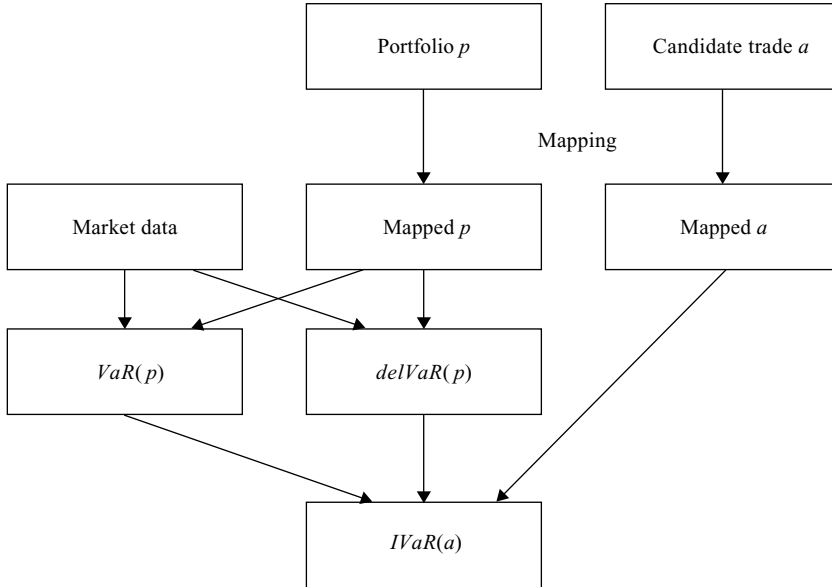 Portfolio p
Candidate trade a
Mapping
Market data
Mapped p
Mapped a
VaR( p)
delVaR( p)
IVaR(a)